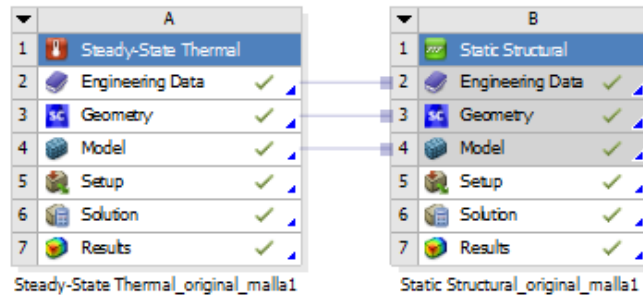 A
1 Steady-State Thermal
2 Engineering Data
3 SC Geometry
4 Model
5 Setup
6 Solution
7 Results
Steady-State Thermal_original_malla1
B
1 Static Structural
2 Engineering Data
3 SC Geometry
4 Model
5 Setup
6 Solution
7 Results
Static Structural_original_malla1